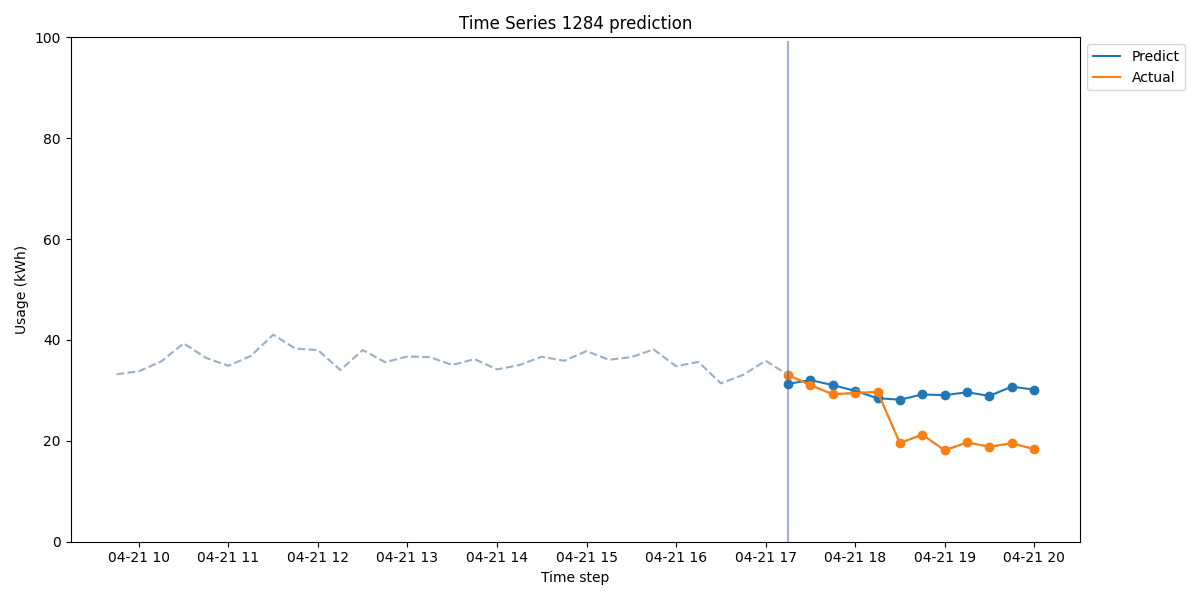 Time Series 1284 prediction
100
80
60
40
20
0
Usage (kWh)
04-21 10 04-21 11 04-21 12 04-21 13 04-21 14 04-21 15 04-21 16 04-21 17 04-21 18 04-21 19 04-21 20
Time step
Predict
Actual